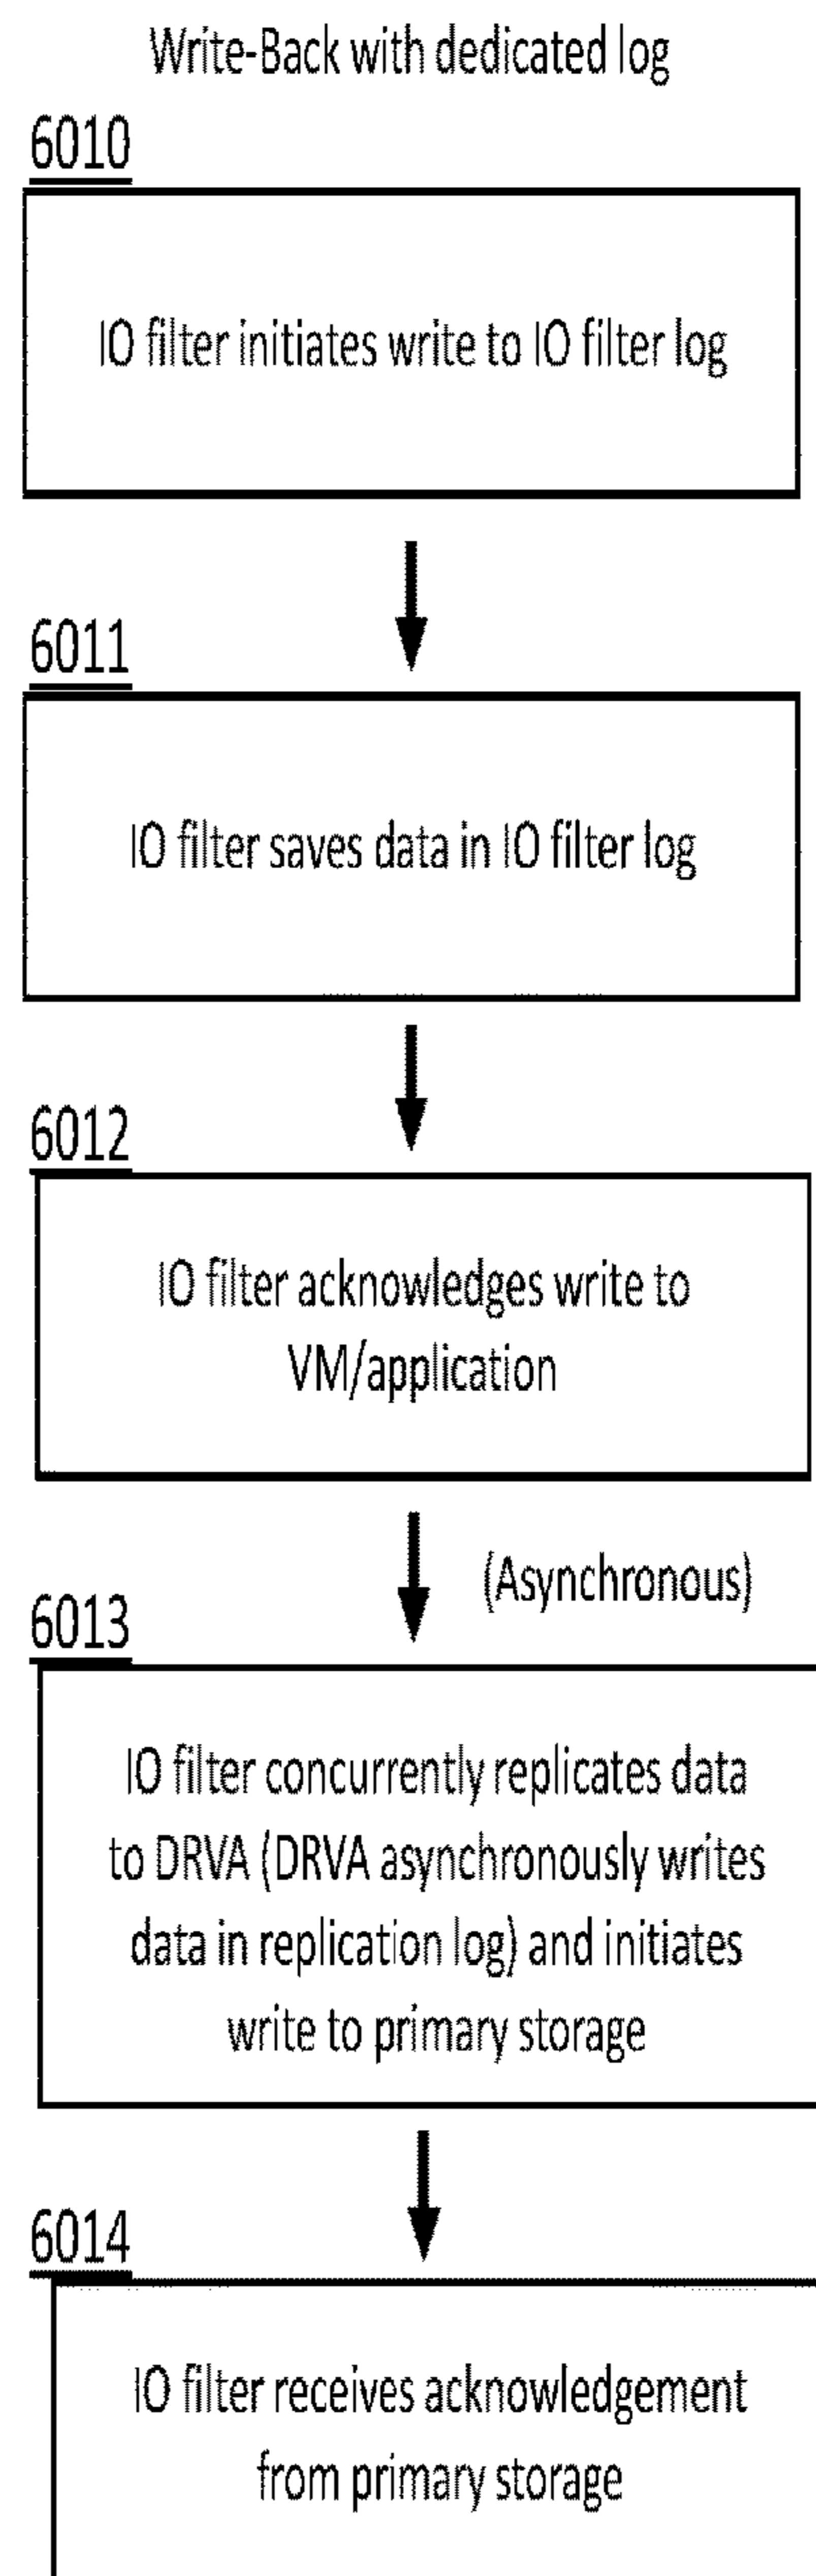 Write-Back with dedicated log
6010
IO filter initiates write to IO filter log
6011
IO filter saves data in IO filter log
6012
IO filter acknowledges write to
VM/application
(Asynchronous)
6013
IO filter concurrently replicates data
to DRVA (DRVA asynchronously writes
data in replication log) and initiates
write to primary storage
6014
IO filter receives acknowledgement
from primary storage